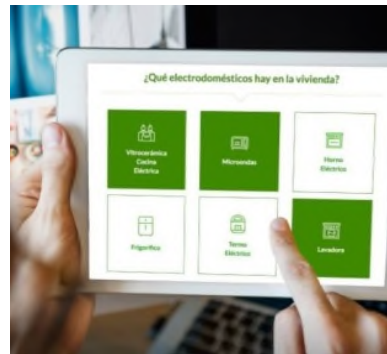 ¿Qué electrodomésticos hay en la vivienda?
Vitrocerámica
Cocina
Eléctrica
Microondas
Horno
Eléctrico
Frigorífico
Termo
Eléctrico
Lavadora